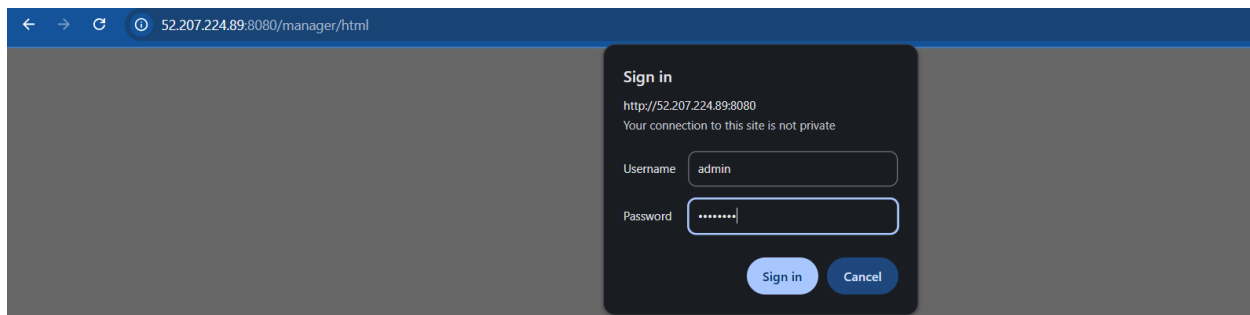 52.207.224.89:8080/manager/html
Sign in
http://52.207.224.89:8080
Your connection to this site is not private
Username admin
Password ••••••••
Sign in Cancel